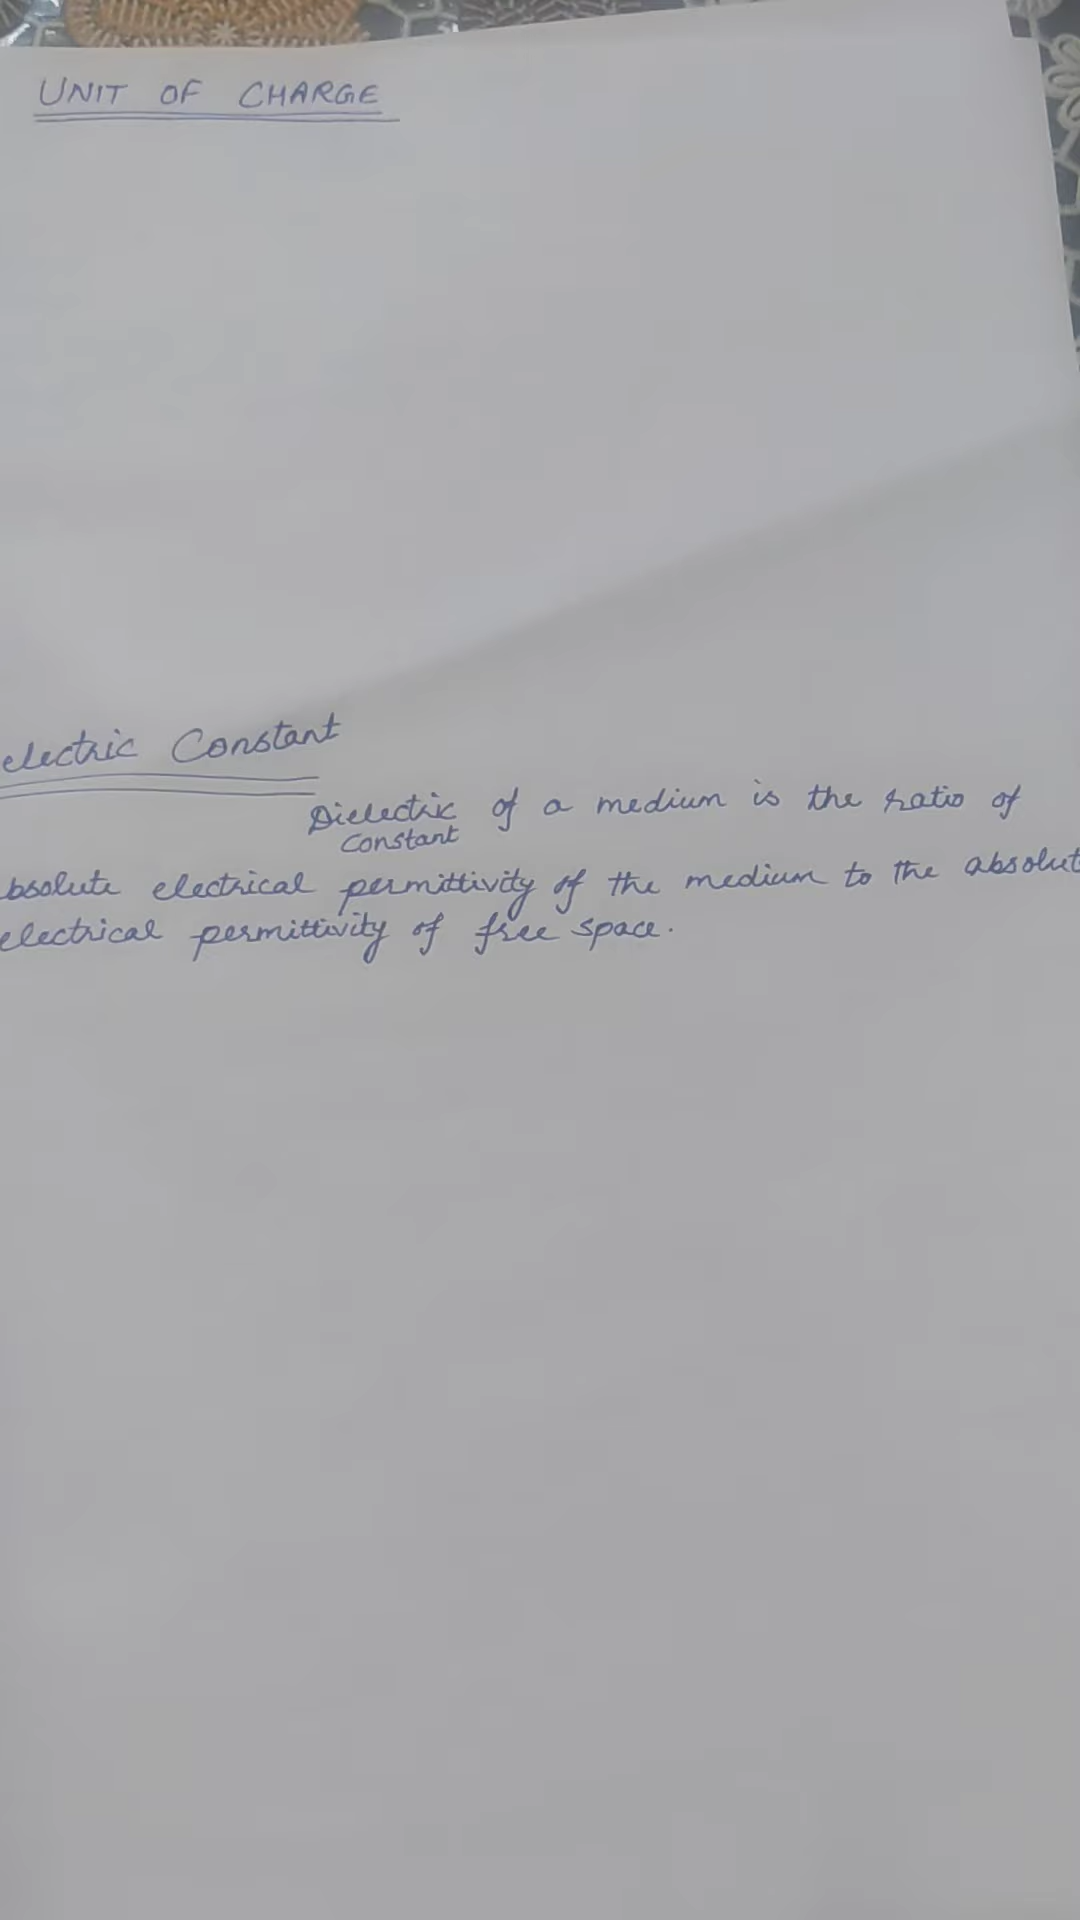 UNIT OF CHARGE
electric Constant
Dielectric of a medium is the ratio of
Constant
bsolute electrical permittivity of the medium to the absolut
electrical permittivity of free space.